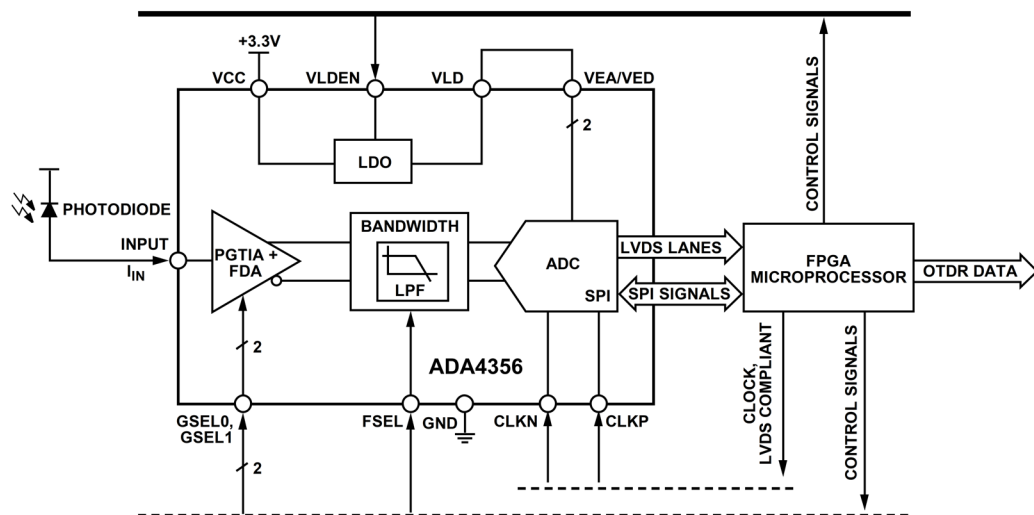 +3.3V
VCC
VLDEN
VLD
VEA/VED
2
LDO
CONTROL SIGNALS
PHOTODIODE
INPUT
IIN
PGTIA +
FDA
BANDWIDTH
LPF
ADC
SPI
LVDS LANES
SPI SIGNALS
FPGA
MICROPROCESSOR
OTDR DATA
2
ADA4356
GSEL0,
GSEL1
FSEL
GND
CLKN
CLKP
2
CLOCK,
LVDS COMPLIANT
CONTROL SIGNALS